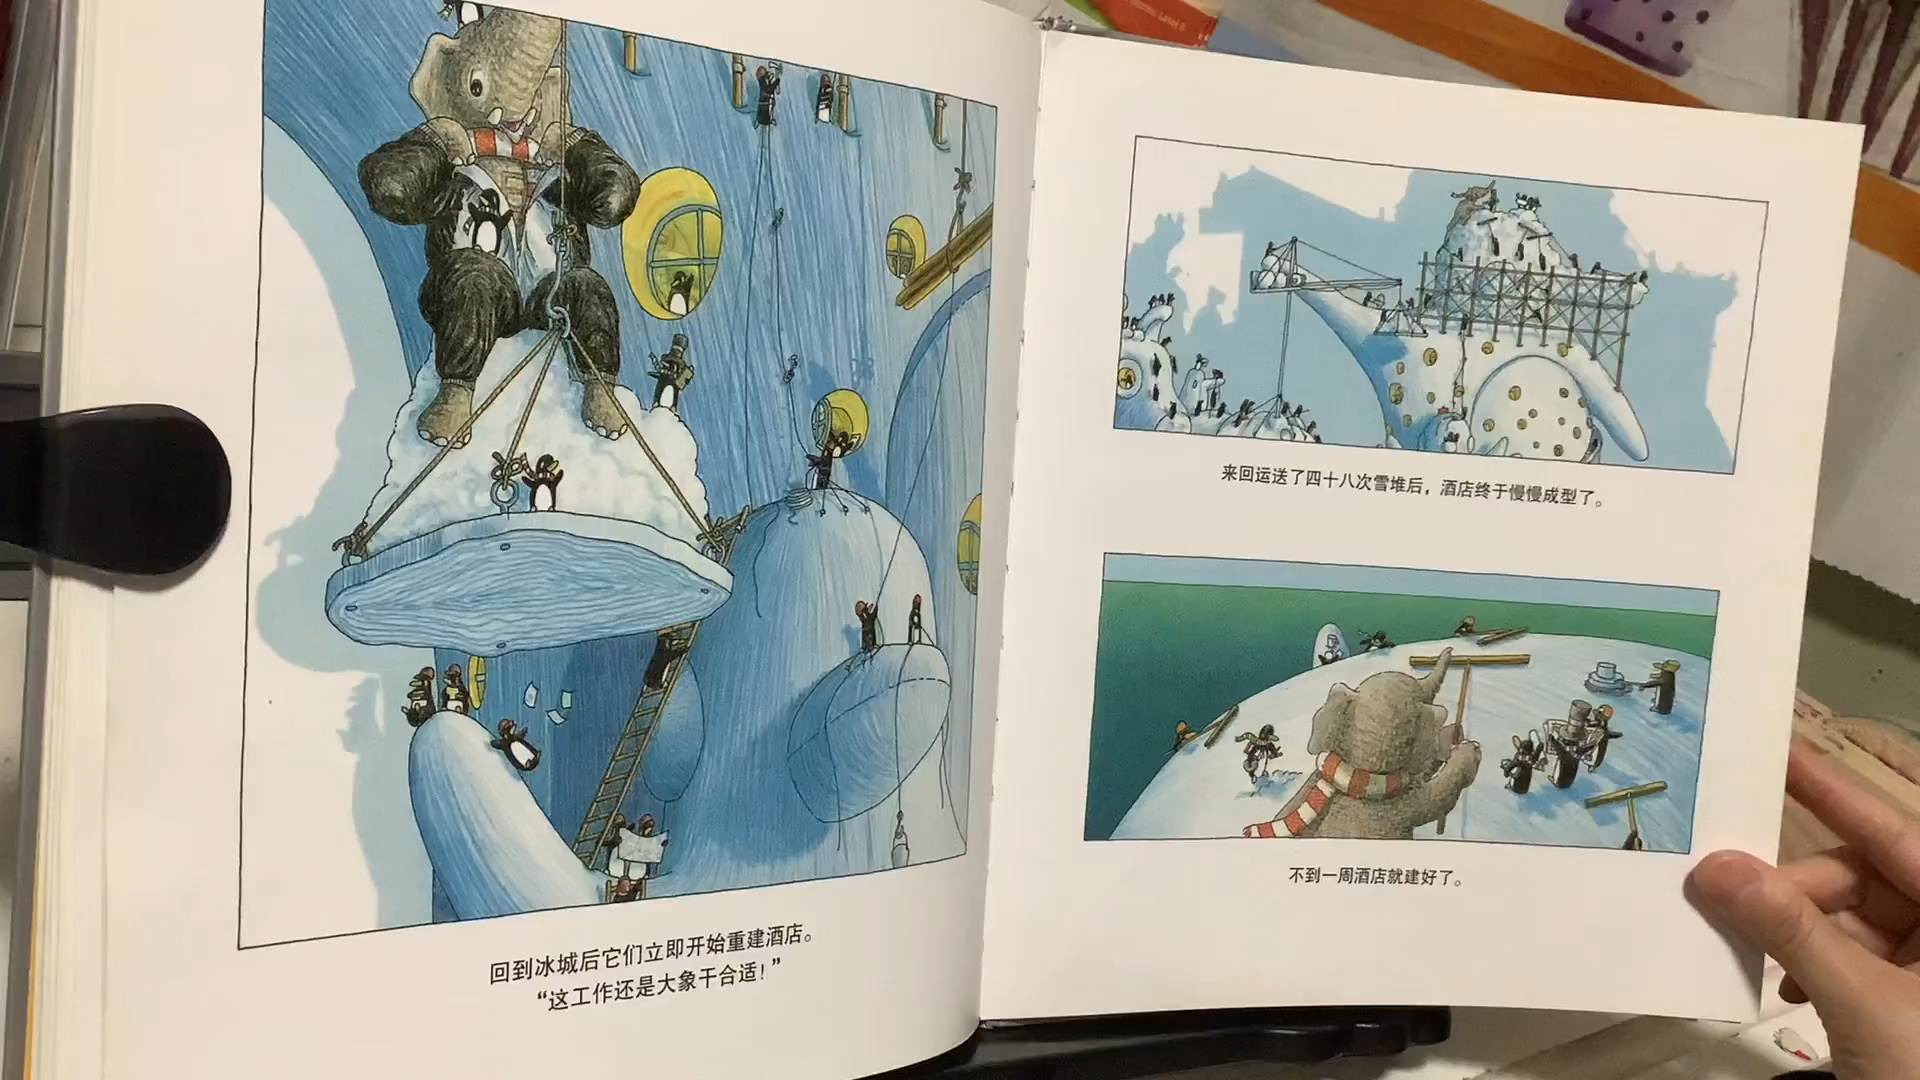 回到冰城后它们立即开始重建酒店。
“这工作还是大象干合适！”
来回运送了四十八次雪堆后，酒店终于慢慢成型了。
不到一周酒店就建好了。